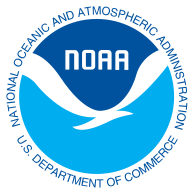 NATIONAL OCEANIC AND ATMOSPHERIC ADMINISTRATION
NOAA
U.S. DEPARTMENT OF COMMERCE